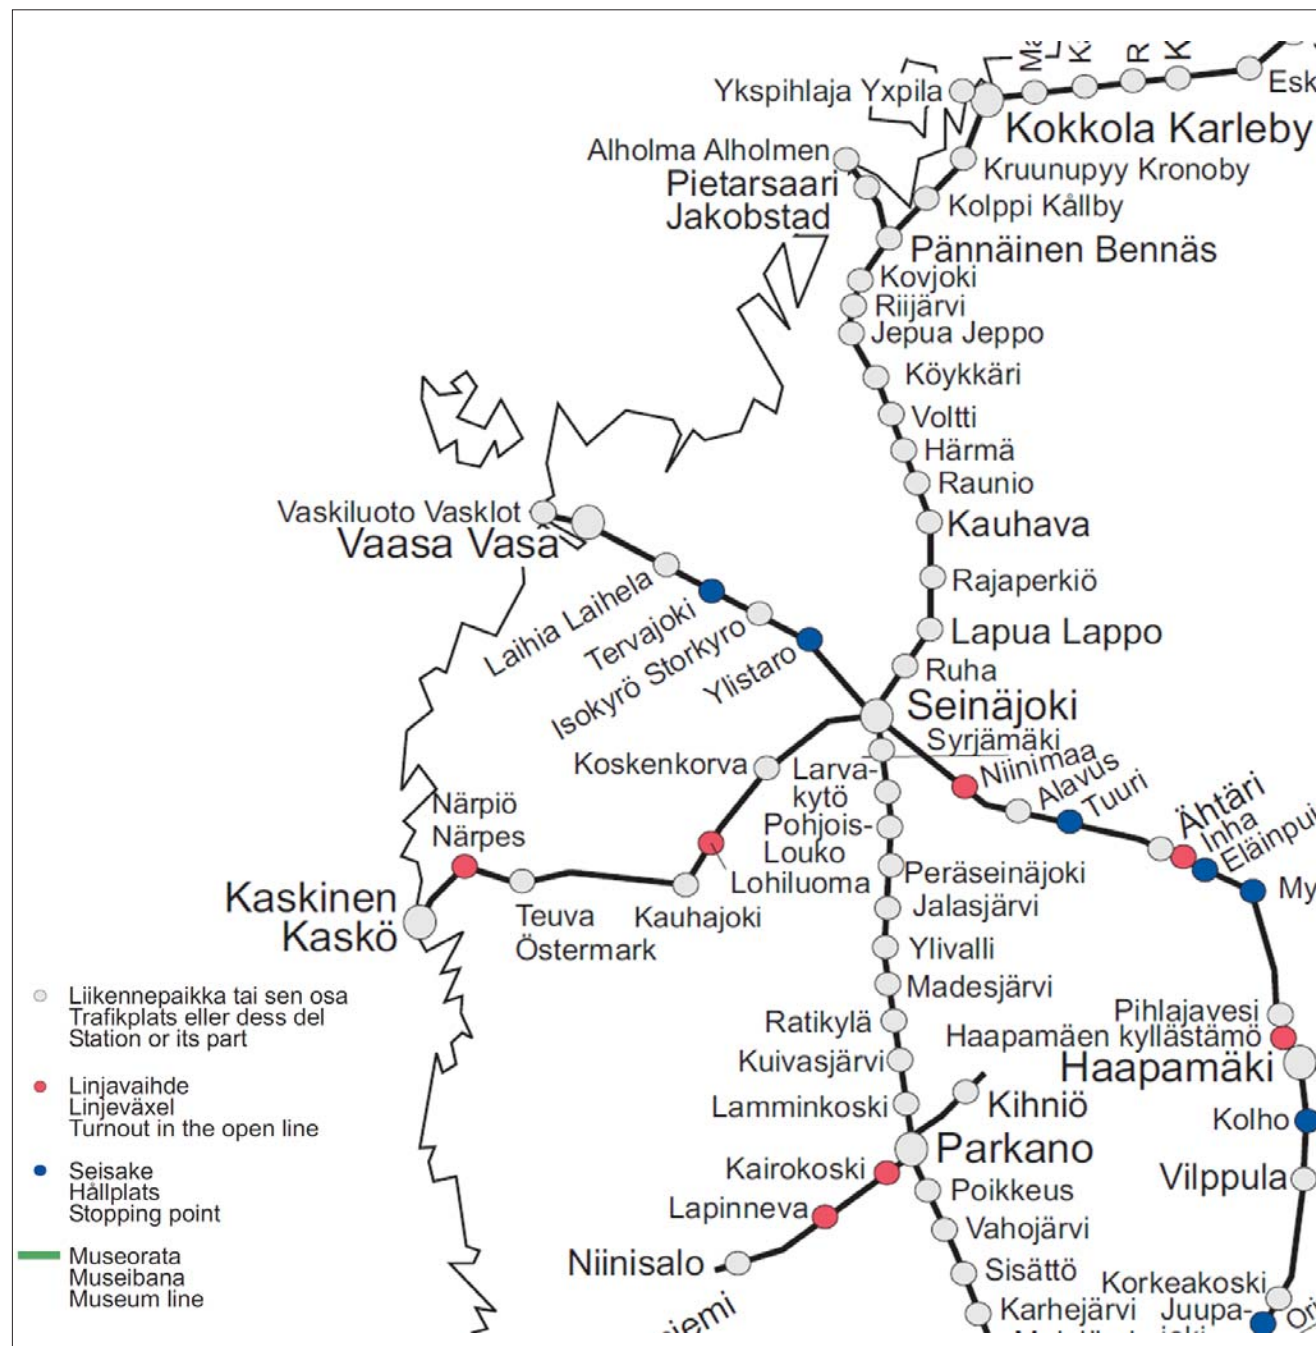 Ykspihlaja Yxpila
Kokkola Karleby
Alholma Alholmen
Pietarsaari
Jakobstad
Kruunupyy Kronoby
Kolppi Kållby
Pännäinen Bennäs
Kovjoki
Riijärvi
Jepua Jeppo
Köykkäri
Voltti
Härmä
Raunio
Kauhava
Rajaperkiö
Lapua Lappo
Ruha
Seinäjoki
Vaskiluoto Vasklot
Vaasa Vasa
Laihia Laihela
Tervajoki
Isokyrö Storkyro
Ylistaro
Syrjämäki
Niinimaa
Alavus
Tuuri
Ähtäri
Inha
Koskenkorva
Larva-
kytö
Pohjois-
Louko
Närpiö
Närpes
Lohiluoma
Peräseinäjoki
Kaskinen
Kaskö
Teuva
Östermark
Kauhajoki
Jalasjärvi
Ylivalli
Madesjärvi
Ratikylä
Kuivasjärvi
Lamminkoski
Kihniö
Parkano
Kairokoski
Lapinneva
Niinisalo
Poikkeus
Vahojärvi
Sisättö
Karhejärvi
Pihlajavesi
Haapamäen kyllästämö
Haapamäki
Kolho
Vilppula
Korkeakoski
Juupa-
Liikennepaikka tai sen osa
Trafikplats eller dess del
Station or its part
Linjavaihde
Linjeväxel
Turnout in the open line
Seisake
Hållplats
Stopping point
Museorata
Museibana
Museum line